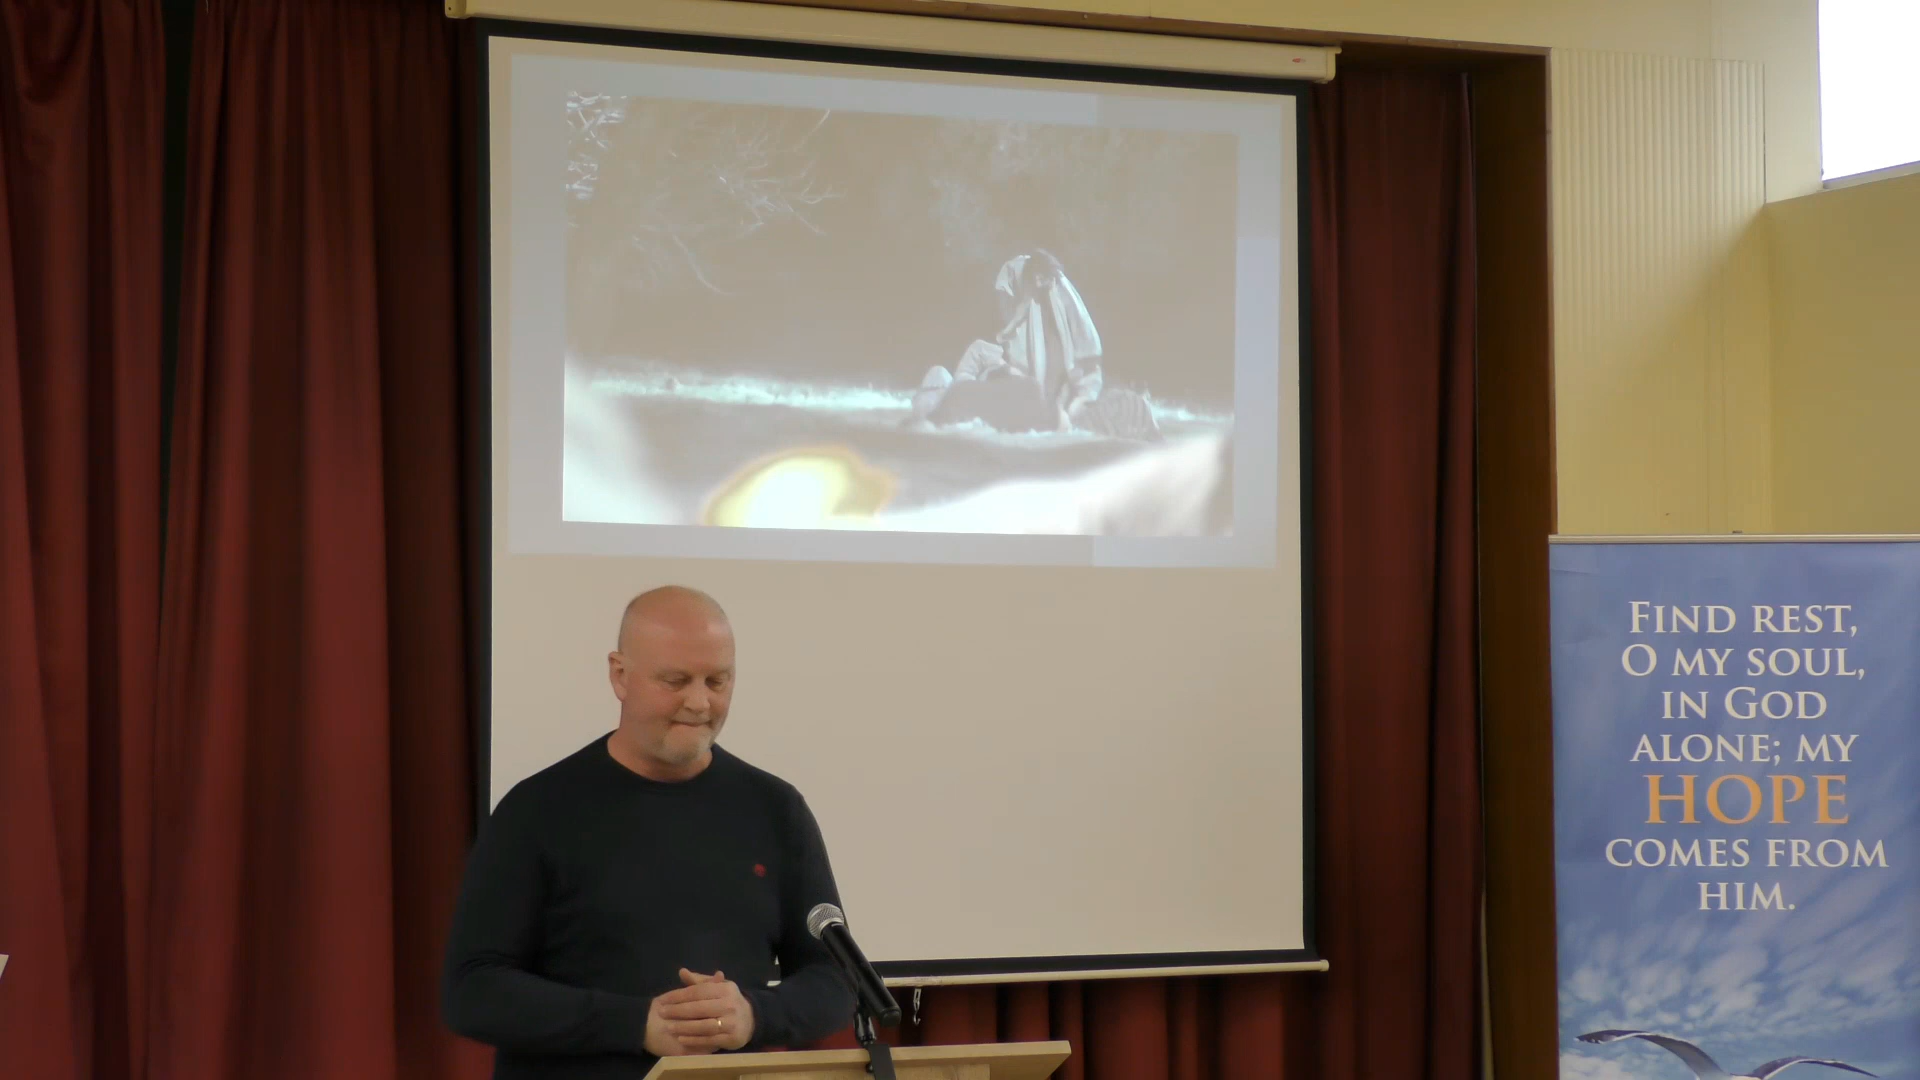 FIND REST,
O MY SOUL,
IN GOD
ALONE; MY
HOPE
COMES FROM
HIM.